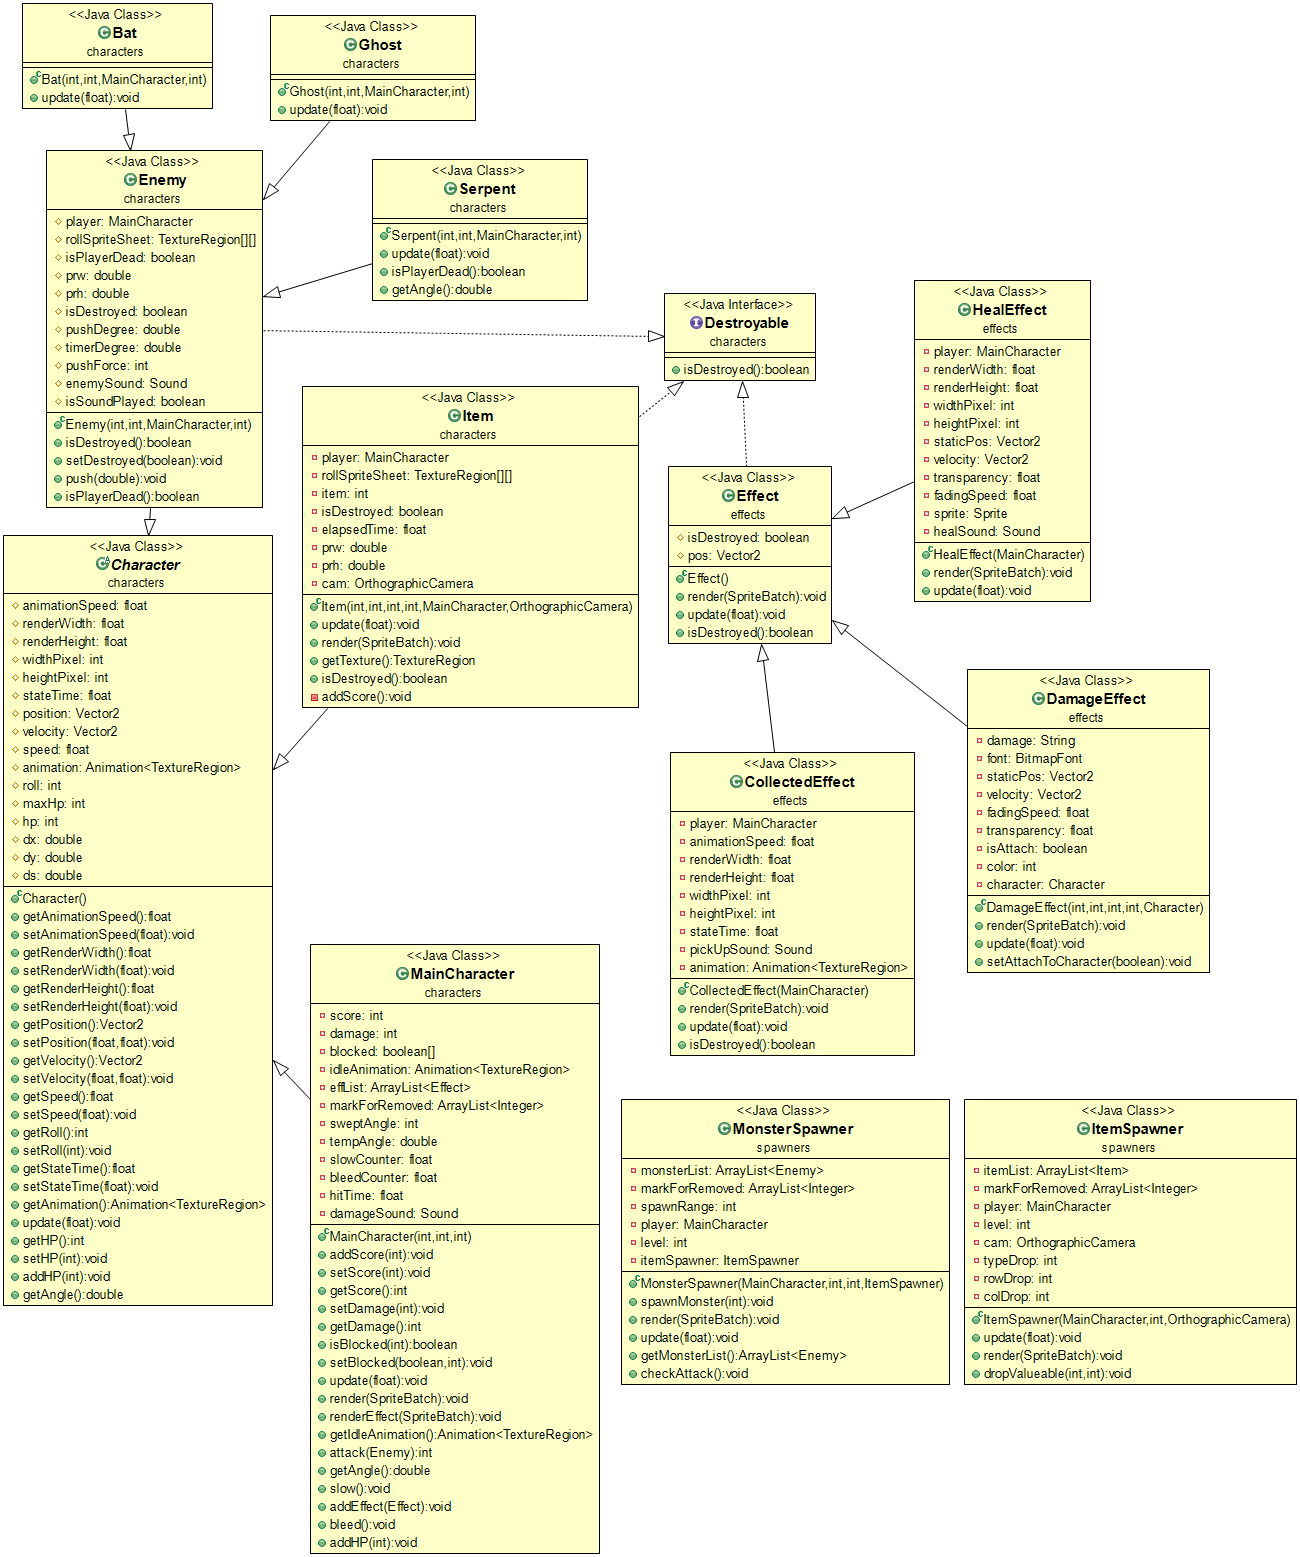 <<Java Class>>
Bat
characters
Bat(int,int,MainCharacter,int)
update(float):void
<<Java Class>>
Ghost
characters
Ghost(int,int,MainCharacter,int)
update(float):void
<<Java Class>>
Enemy
characters
player: MainCharacter
rollSpriteSheet: TextureRegion[][]
isPlayerDead: boolean
prw: double
prh: double
isDestroyed: boolean
pushDegree: double
timerDegree: double
pushForce: int
enemySound: Sound
isSoundPlayed: boolean
Enemy(int,int,MainCharacter,int)
isDestroyed():boolean
setDestroyed(boolean):void
push(double):void
isPlayerDead():boolean
<<Java Class>>
Serpent
characters
Serpent(int,int,MainCharacter,int)
update(float):void
isPlayerDead():boolean
getAngle():double
<<Java Interface>>
Destroyable
characters
isDestroyed():boolean
<<Java Class>>
HealEffect
effects
player: MainCharacter
renderWidth: float
renderHeight: float
widthPixel: int
heightPixel: int
staticPos: Vector2
velocity: Vector2
transparency: float
fadingSpeed: float
sprite: Sprite
healSound: Sound
HealEffect(MainCharacter)
render(SpriteBatch):void
update(float):void
<<Java Class>>
Item
characters
player: MainCharacter
rollSpriteSheet: TextureRegion[][]
item: int
isDestroyed: boolean
elapsedTime: float
prw: double
prh: double
cam: OrthographicCamera
Item(int,int,int,int,MainCharacter,OrthographicCamera)
update(float):void
render(SpriteBatch):void
getTexture():TextureRegion
isDestroyed():boolean
addScore():void
<<Java Class>>
Effect
effects
isDestroyed: boolean
pos: Vector2
Effect()
render(SpriteBatch):void
update(float):void
isDestroyed():boolean
<<Java Class>>
Character
characters
animationSpeed: float
renderWidth: float
renderHeight: float
widthPixel: int
heightPixel: int
stateTime: float
position: Vector2
velocity: Vector2
speed: float
animation: Animation<TextureRegion>
roll: int
maxHp: int
hp: int
dx: double
dy: double
ds: double
Character()
getAnimationSpeed():float
setAnimationSpeed(float):void
getRenderWidth():float
setRenderWidth(float):void
getRenderHeight():float
setRenderHeight(float):void
getPosition():Vector2
setPosition(float,float):void
getVelocity():Vector2
setVelocity(float,float):void
getSpeed():float
setSpeed(float):void
getRoll():int
setRoll(int):void
getStateTime():float
setStateTime(float):void
getAnimation():Animation<TextureRegion>
update(float):void
getHP():int
setHP(int):void
addHP(int):void
getAngle():double
<<Java Class>>
DamageEffect
effects
damage: String
font: BitmapFont
staticPos: Vector2
velocity: Vector2
fadingSpeed: float
transparency: float
isAttach: boolean
color: int
character: Character
DamageEffect(int,int,int,int,Character)
render(SpriteBatch):void
update(float):void
setAttachToCharacter(boolean):void
<<Java Class>>
CollectedEffect
effects
player: MainCharacter
animationSpeed: float
renderWidth: float
renderHeight: float
widthPixel: int
heightPixel: int
stateTime: float
pickUpSound: Sound
animation: Animation<TextureRegion>
CollectedEffect(MainCharacter)
render(SpriteBatch):void
update(float):void
isDestroyed():boolean
<<Java Class>>
MainCharacter
characters
score: int
damage: int
blocked: boolean[]
idleAnimation: Animation<TextureRegion>
effList: ArrayList<Effect>
markForRemoved: ArrayList<Integer>
sweptAngle: int
tempAngle: double
slowCounter: float
bleedCounter: float
hitTime: float
damageSound: Sound
MainCharacter(int,int,int)
addScore(int):void
setScore(int):void
getScore():int
setDamage(int):void
getDamage():int
isBlocked(int):boolean
setBlocked(boolean,int):void
update(float):void
render(SpriteBatch):void
renderEffect(SpriteBatch):void
getIdleAnimation():Animation<TextureRegion>
attack(Enemy):int
getAngle():double
slow():void
addEffect(Effect):void
bleed():void
addHP(int):void
<<Java Class>>
MonsterSpawner
spawners
monsterList: ArrayList<Enemy>
markForRemoved: ArrayList<Integer>
spawnRange: int
player: MainCharacter
level: int
itemSpawner: ItemSpawner
MonsterSpawner(MainCharacter,int,int,ItemSpawner)
spawnMonster(int):void
render(SpriteBatch):void
update(float):void
getMonsterList():ArrayList<Enemy>
checkAttack():void
<<Java Class>>
ItemSpawner
spawners
itemList: ArrayList<Item>
markForRemoved: ArrayList<Integer>
player: MainCharacter
level: int
cam: OrthographicCamera
typeDrop: int
rowDrop: int
colDrop: int
ItemSpawner(MainCharacter,int,OrthographicCamera)
update(float):void
render(SpriteBatch):void
dropValueable(int,int):void